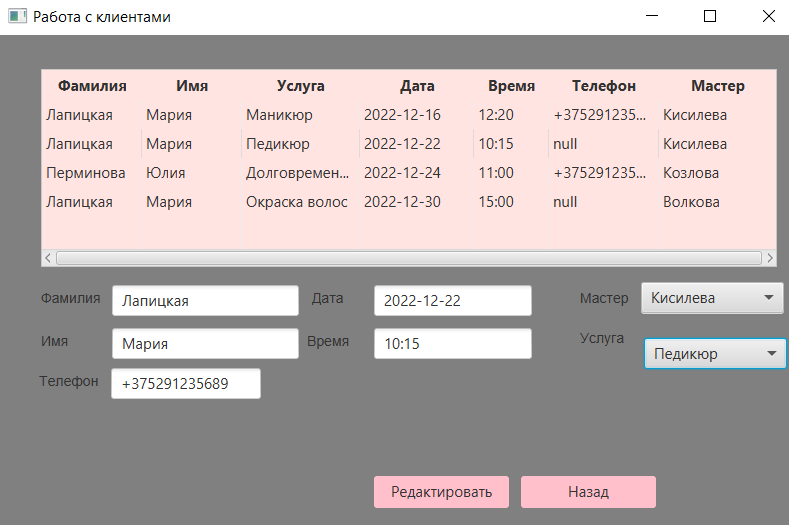 Работа с клиентами
Фамилия Имя Услуга Дата Время Телефон Мастер
Лапицкая Мария Маникюр 2022-12-16 12:20 +375291235... Кисилева
Лапицкая Мария Педикюр 2022-12-22 10:15 null Кисилева
Перминова Юлия Долговремен... 2022-12-24 11:00 +375291235... Козлова
Лапицкая Мария Окраска волос 2022-12-30 15:00 null Волкова
Фамилия Лапицкая Дата 2022-12-22 Мастер Кисилева
Имя Мария Время 10:15 Услуга Педикюр
Телефон +375291235689
Редактировать Назад